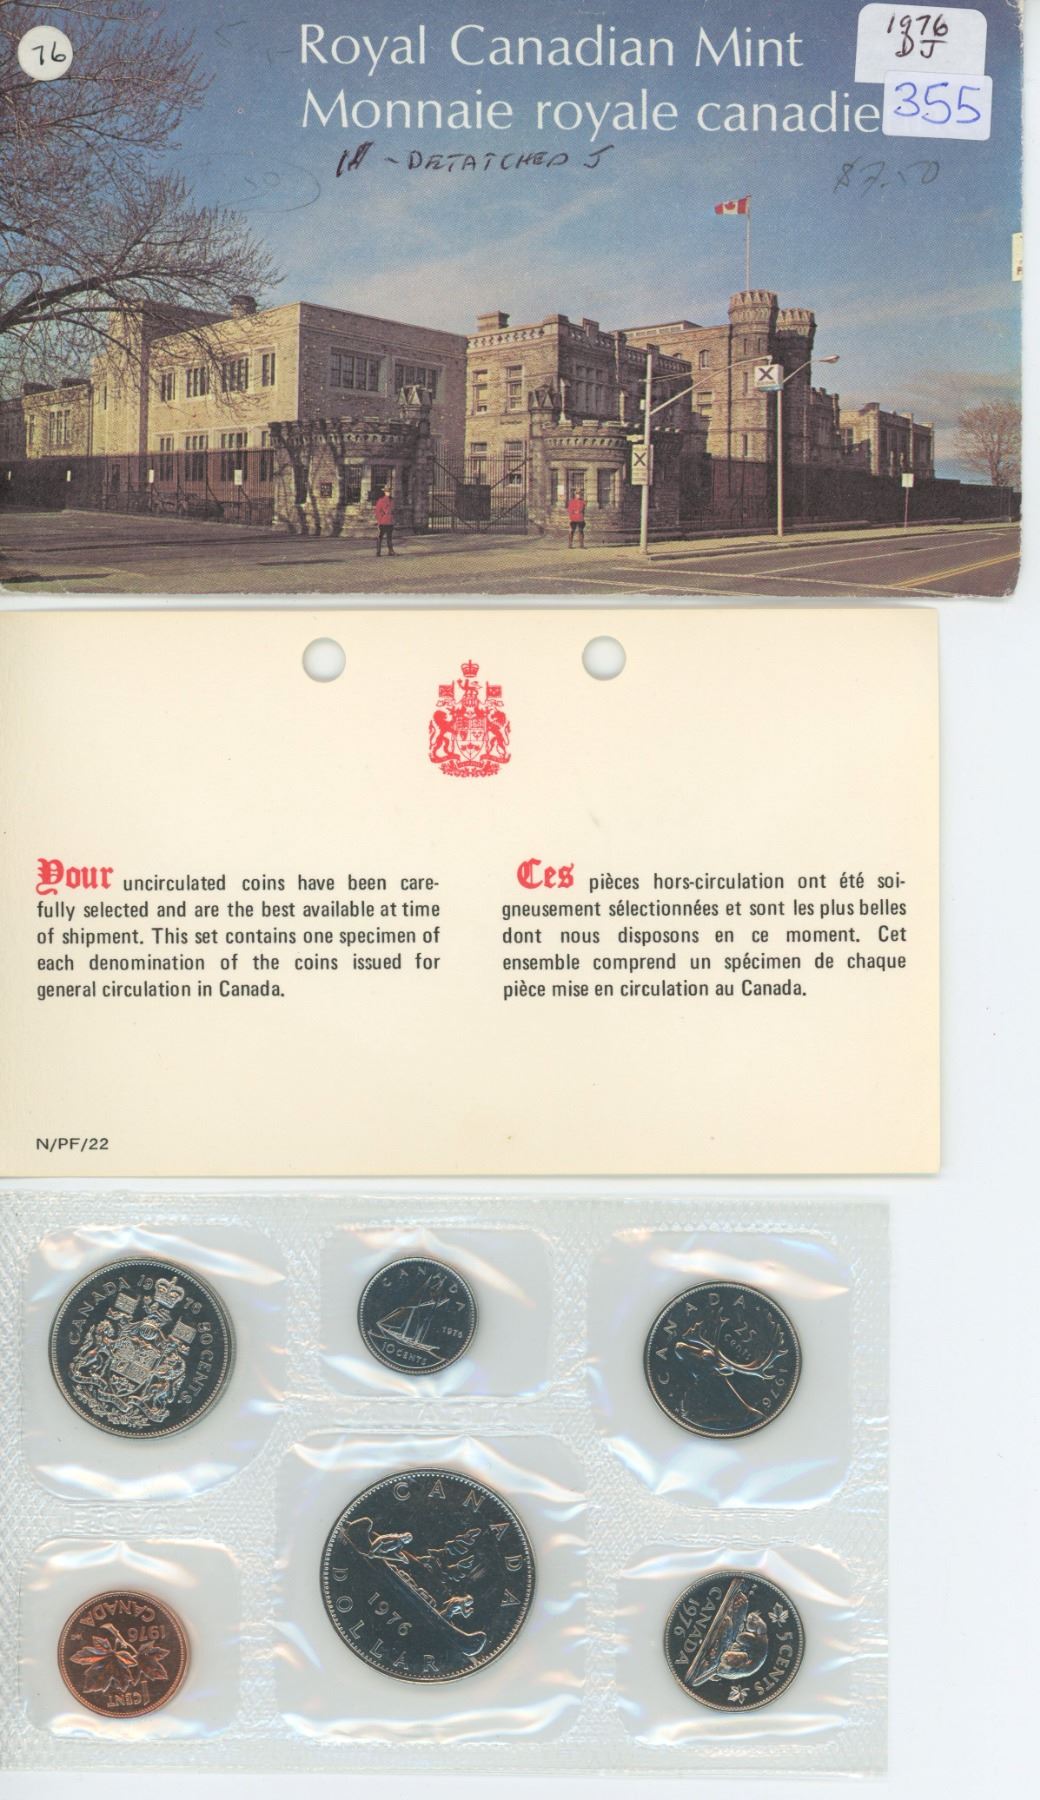 76
Royal Canadian Mint
1976
DJ
355
Monnaie royale canadie
- DETATCHED J
$7.50
X
X
Your uncirculated coins have been care-
fully selected and are the best available at time
of shipment. This set contains one specimen of
each denomination of the coins issued for
general circulation in Canada.
Ces pièces hors-circulation ont été soi-
gneusement sélectionnées et sont les plus belles
dont nous disposons en ce moment. Cet
ensemble comprend un spécimen de chaque
pièce mise en circulation au Canada.
N/PF/22
CANADA 1976 50 CENTS
CANADA
1976
10 CENTS
CANADA 1976
25
cents
CANADA
1976
1 CENT
CANADA
1976
DOLLAR
5 CENTS
CANADA
1976